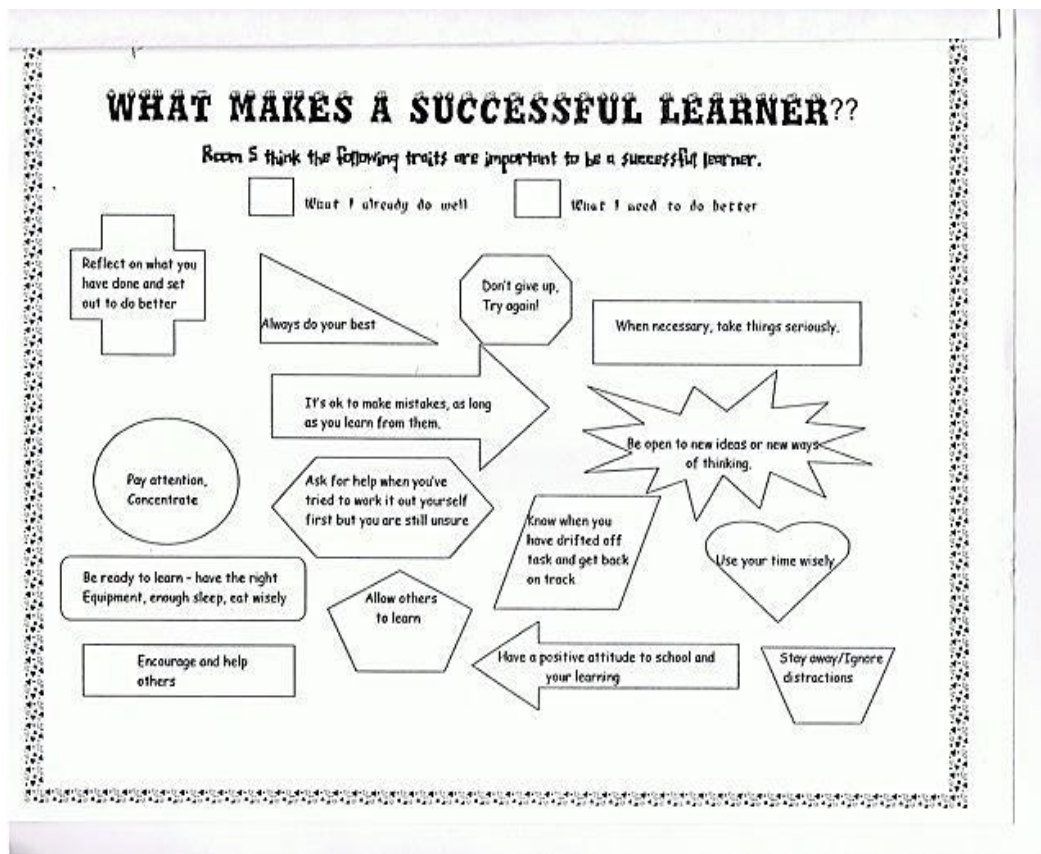 WHAT MAKES A SUCCESSFUL LEARNER??
Room 5 think the following traits are important to be a successful learner.
What I already do well
What I need to do better
Reflect on what you
have done and set
out to do better
Always do your best
Don't give up,
Try again!
When necessary, take things seriously.
It's ok to make mistakes, as long
as you learn from them.
Be open to new ideas or new ways
of thinking.
Pay attention,
Concentrate
Ask for help when you've
tried to work it out yourself
first but you are still unsure
Know when you
have drifted off
task and get back
on track
Use your time wisely
Be ready to learn - have the right
Equipment, enough sleep, eat wisely
Allow others
to learn
Encourage and help
others
Have a positive attitude to school and
your learning
Stay away/Ignore
distractions